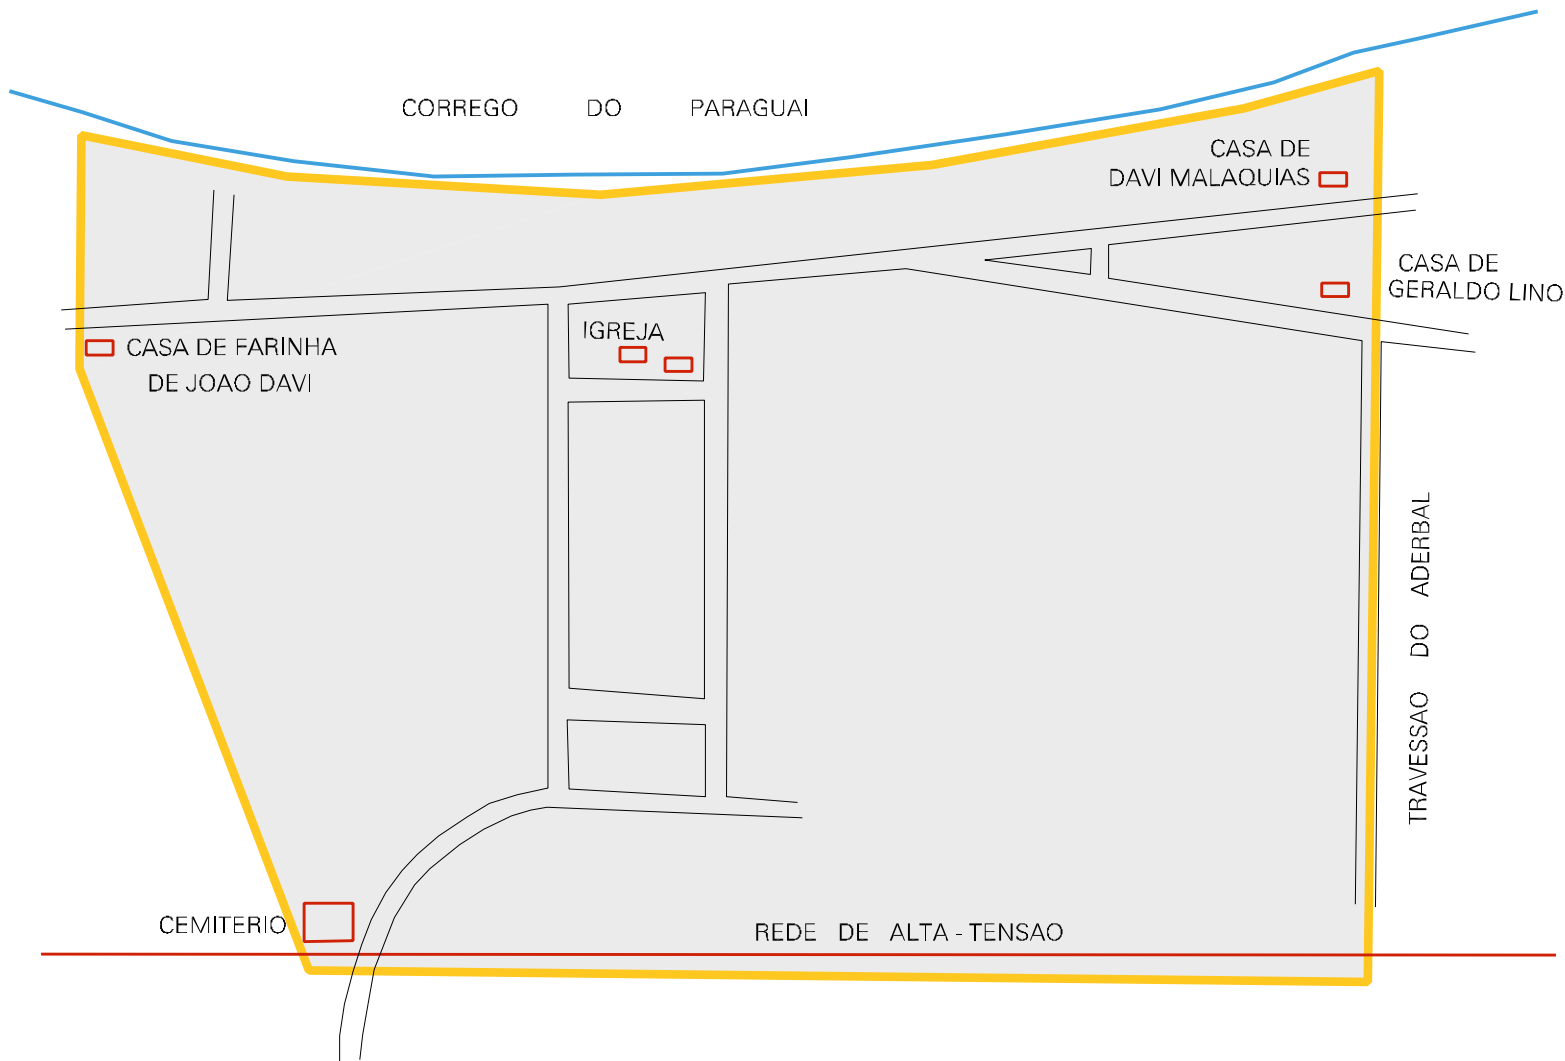 CORREGO DO PARAGUAI
CASA DE
DAVI MALAQUIAS
CASA DE
GERALDO LINO
IGREJA
CASA DE FARINHA
DE JOAO DAVI
TRAVESSAO DO ADERBAL
CEMITERIO
REDE DE ALTA - TENSAO